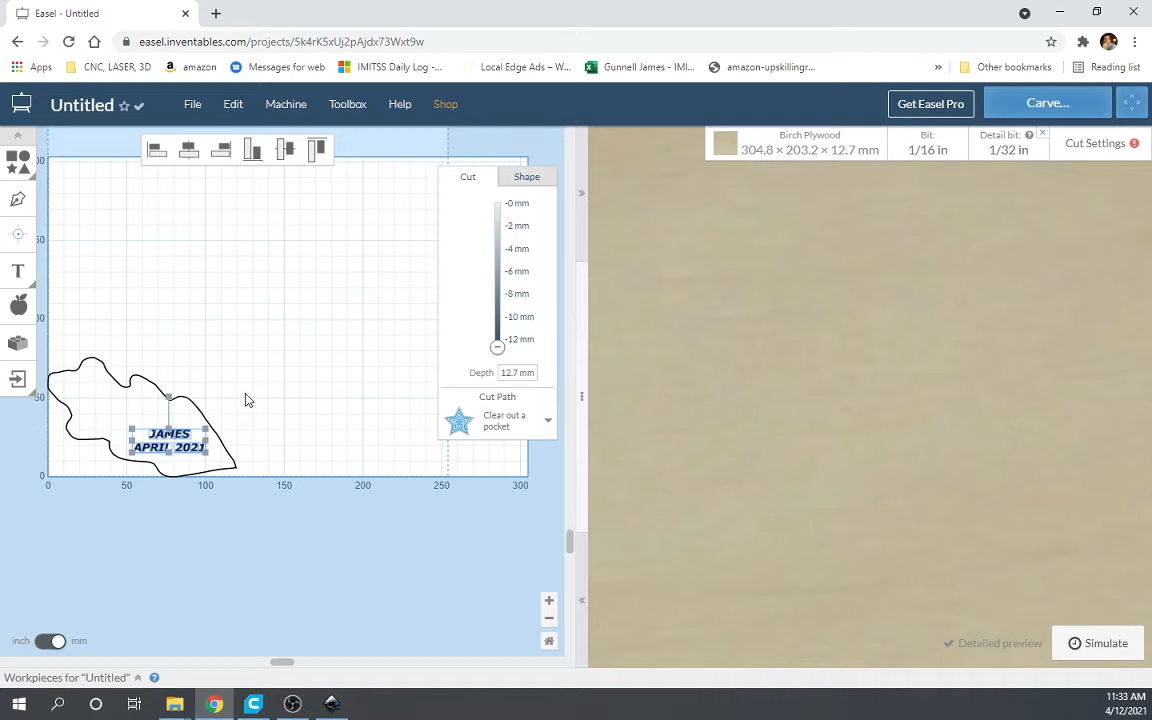 Easel - Untitled
easel.inventables.com/projects/5k4rK5xUj2pAjdx73Wxt9w
Apps
CNC, LASER, 3D
amazon
Messages for web
IMITSS Daily Log -...
Local Edge Ads – W...
Gunnell James - IMI...
amazon-upskillingr...
»
Other bookmarks
Reading list
Untitled
File
Edit
Machine
Toolbox
Help
Shop
Get Easel Pro
Carve...
Birch Plywood
304.8 × 203.2 × 12.7 mm
Bit:
1/16 in
Detail bit:
1/32 in
Cut Settings
Cut
Shape
-0 mm
-2 mm
-4 mm
-6 mm
-8 mm
-10 mm
-12 mm
Depth 12.7 mm
Cut Path
Clear out a
pocket
T
00
50
00
50
0
JAMES
APRIL 2021
0 50 100 150 200 250 300
inch mm
Detailed preview
Simulate
Workpieces for "Untitled"
11:33 AM
4/12/2021